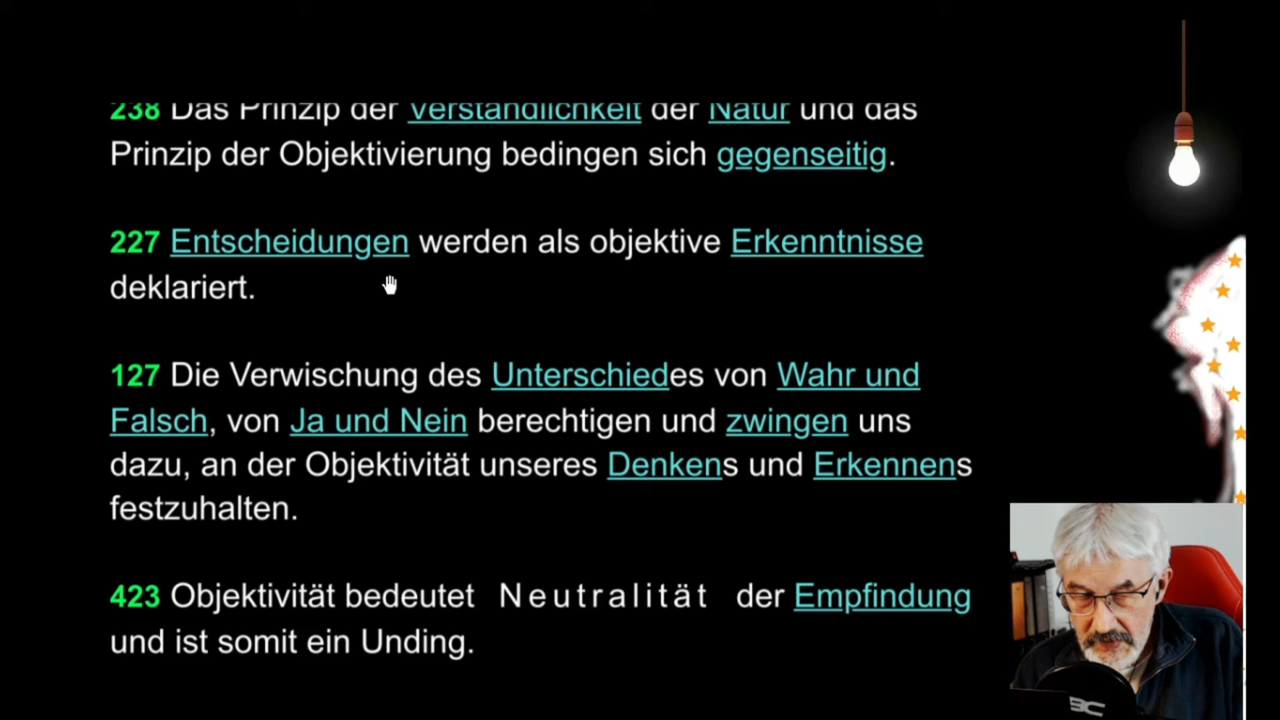 238 Das Prinzip der Verständlichkeit der Natur und das
Prinzip der Objektivierung bedingen sich gegenseitig.
227 Entscheidungen werden als objektive Erkenntnisse
deklariert.
127 Die Verwischung des Unterschiedes von Wahr und
Falsch, von Ja und Nein berechtigen und zwingen uns
dazu, an der Objektivität unseres Denkens und Erkennens
festzuhalten.
423 Objektivität bedeutet Neutralität der Empfindung
und ist somit ein Unding.